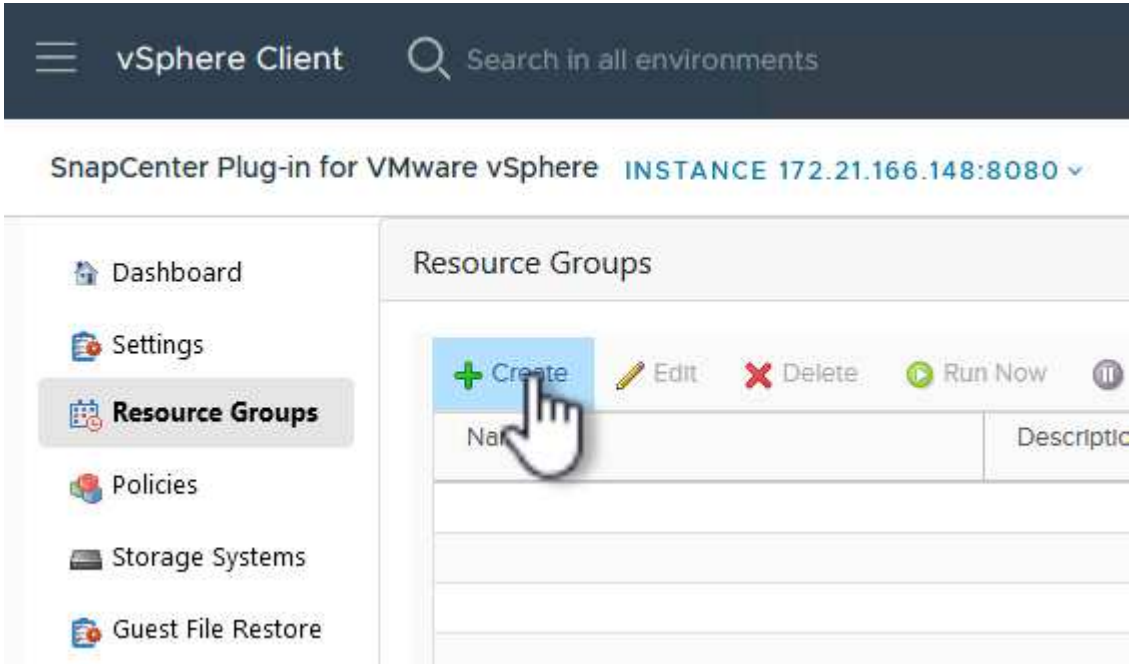 vSphere Client
Search in all environments
SnapCenter Plug-in for VMware vSphere INSTANCE 172.21.166.148:8080
Dashboard
Settings
Resource Groups
Policies
Storage Systems
Guest File Restore
Resource Groups
Create Edit Delete Run Now